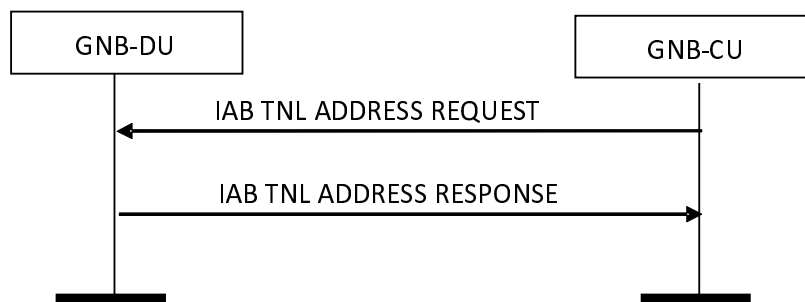 GNB-DU
GNB-CU
IAB TNL ADDRESS REQUEST
IAB TNL ADDRESS RESPONSE